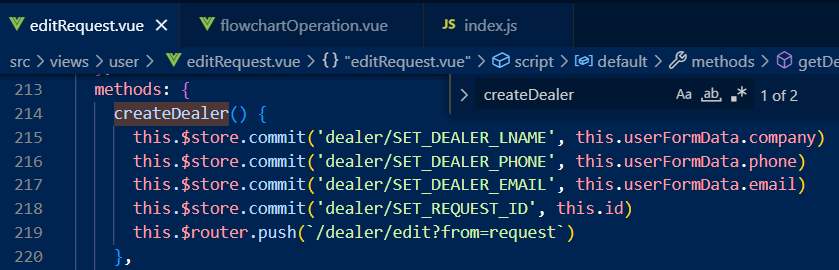 editRequest.vue flowchartOperation.vue JS index.js
src > views > user > editRequest.vue > {} "editRequest.vue" > script > default > methods >
213 methods: {
createDealer Aa ab .* 1 of 2
214 createDealer() {
215 this.$store.commit('dealer/SET_DEALER_LNAME', this.userFormData.company)
216 this.$store.commit('dealer/SET_DEALER_PHONE', this.userFormData.phone)
217 this.$store.commit('dealer/SET_DEALER_EMAIL', this.userFormData.email)
218 this.$store.commit('dealer/SET_REQUEST_ID', this.id)
219 this.$router.push(`/dealer/edit?from=request`)
220 },